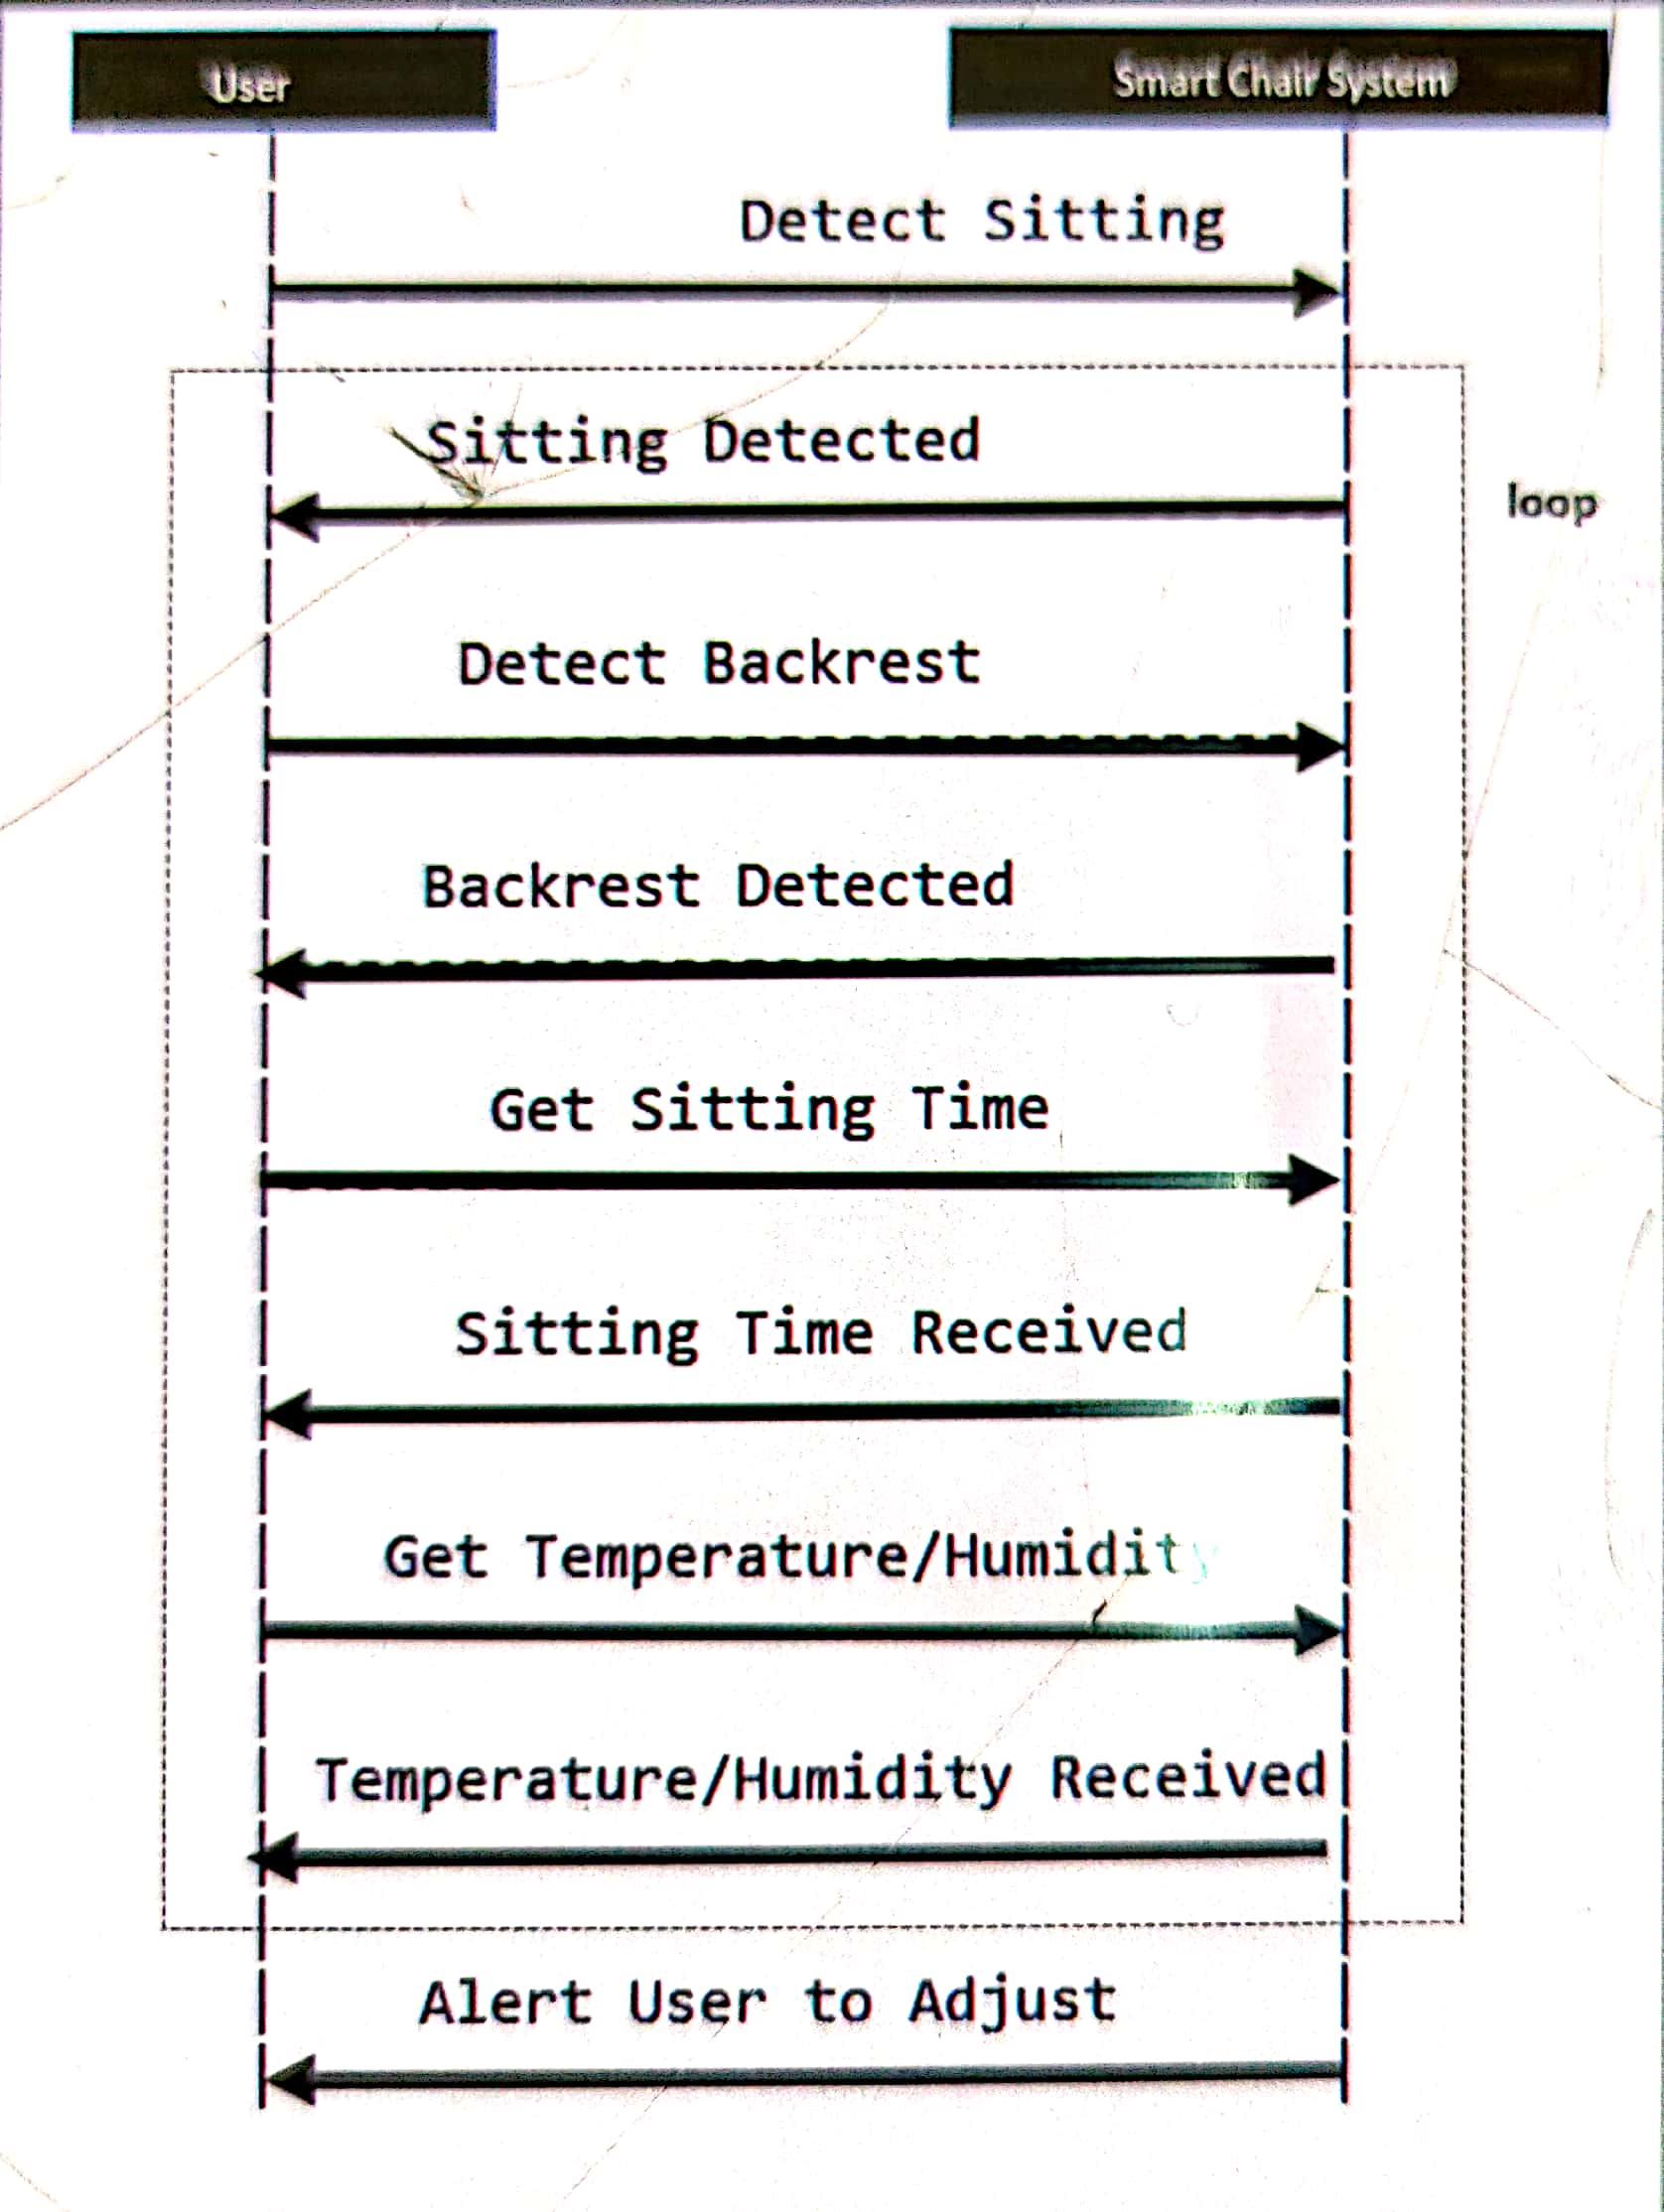 User
Smart Chair System
Detect Sitting
Sitting Detected
loop
Detect Backrest
Backrest Detected
Get Sitting Time
Sitting Time Received
Get Temperature/Humidity
Temperature/Humidity Received
Alert User to Adjust